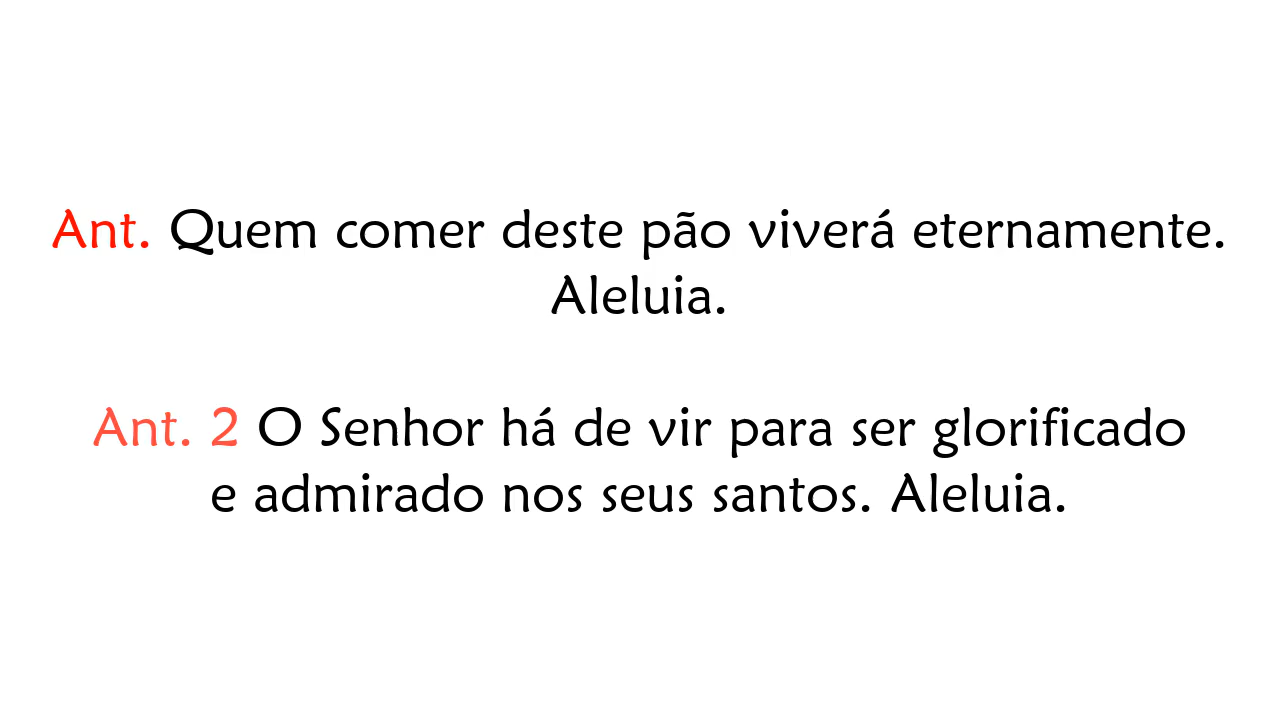 Ant. Quem comer deste pão viverá eternamente.
Aleluia.
Ant. 2 O Senhor há de vir para ser glorificado
e admirado nos seus santos. Aleluia.